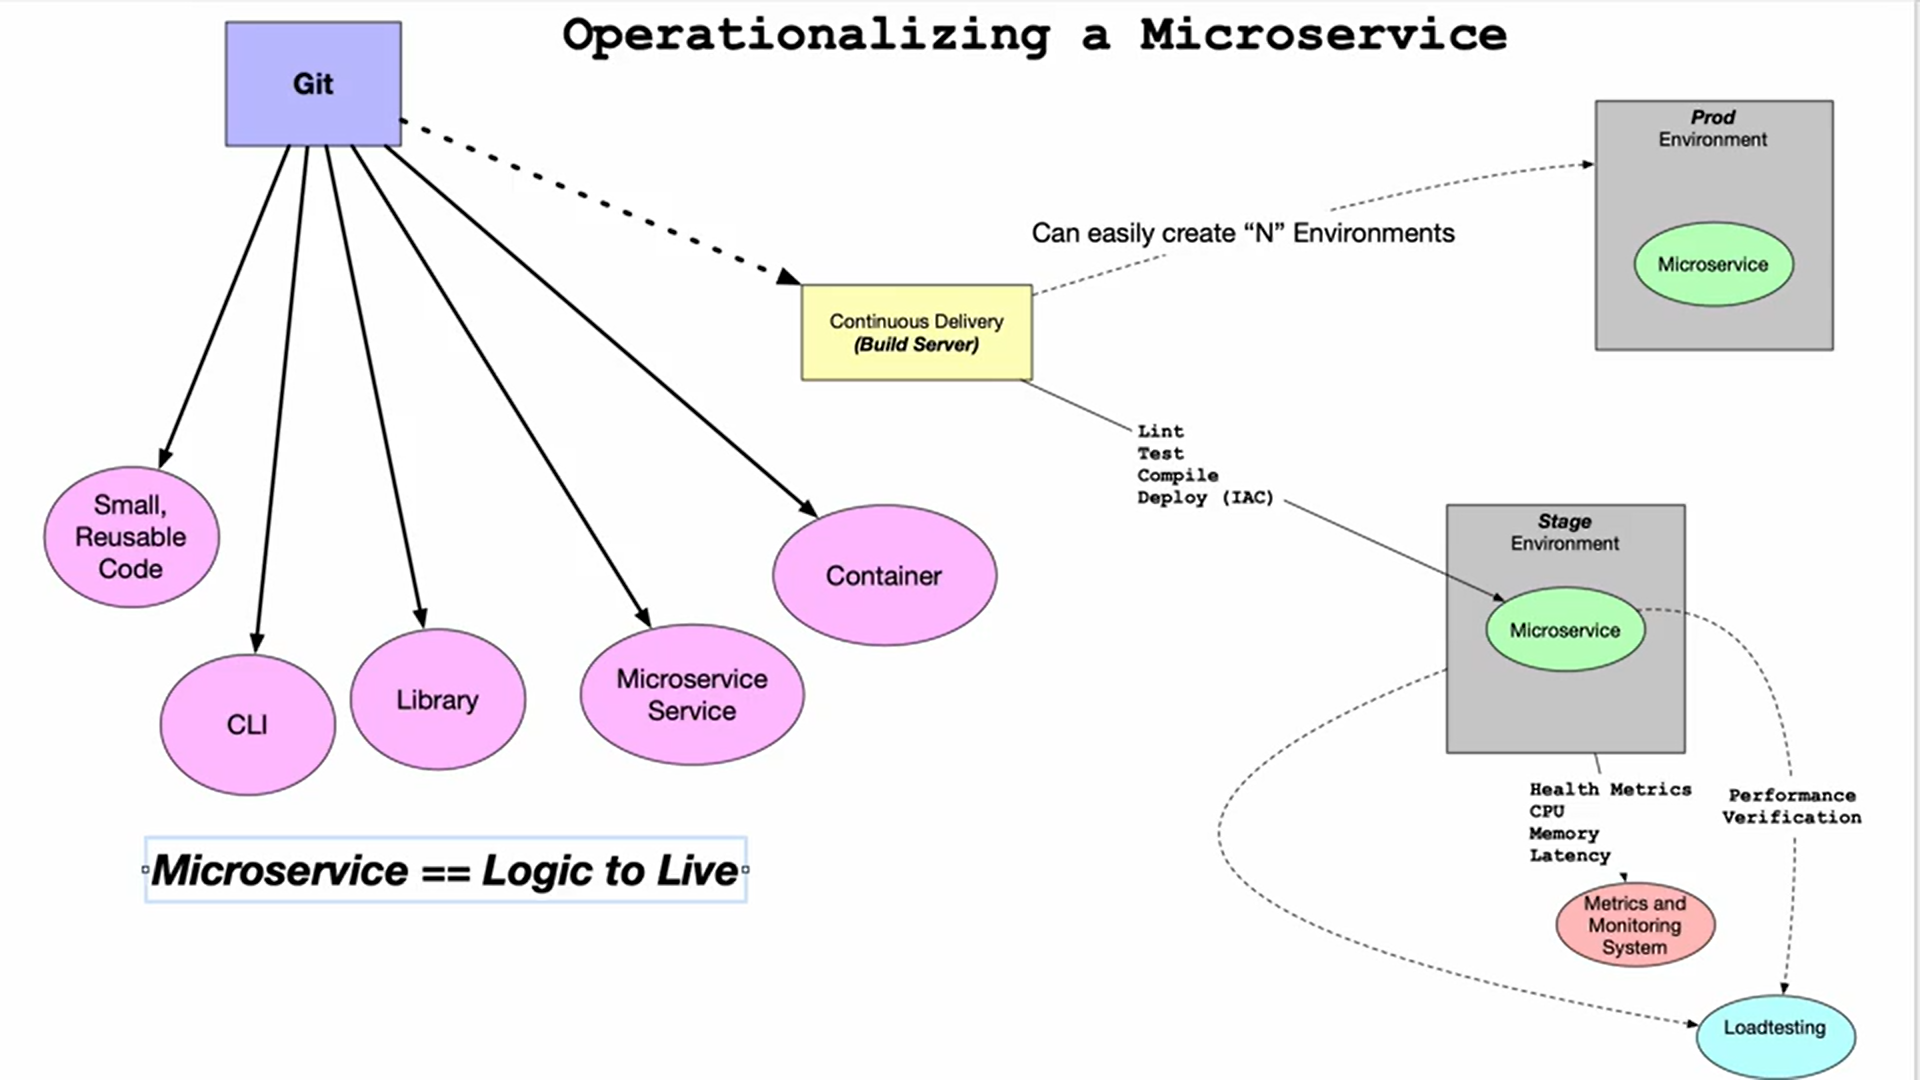 Operationalizing a Microservice
Git
Prod
Environment
Microservice
Can easily create “N” Environments
Continuous Delivery
(Build Server)
Lint
Test
Compile
Deploy (IAC)
Small,
Reusable
Code
CLI
Library
Microservice
Service
Container
Stage
Environment
Microservice
Health Metrics
CPU
Memory
Latency
Performance
Verification
Microservice == Logic to Live
Metrics and
Monitoring
System
Loadtesting